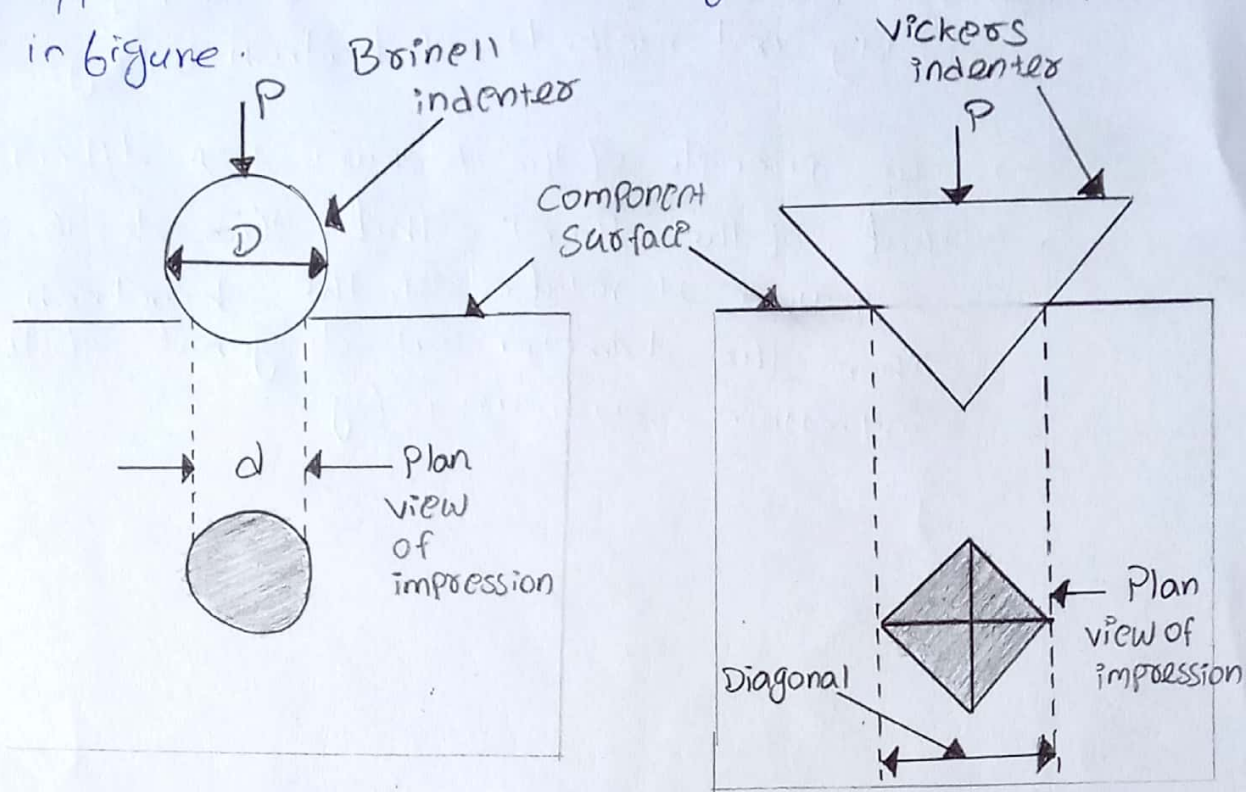 in figure.
Brinell
indenter
P
D
Component
surface
d
Plan
view
of
impression
Vickers
indenter
P
Plan
view of
impression
Diagonal